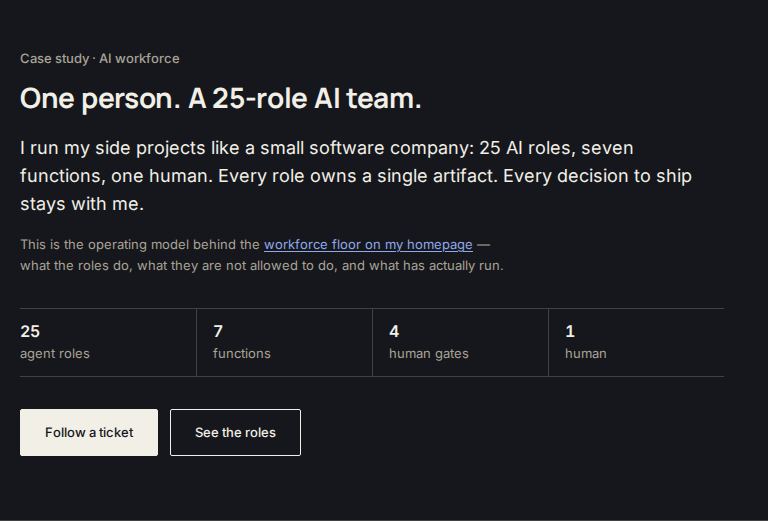 Case study · AI workforce
One person. A 25-role AI team.
I run my side projects like a small software company: 25 AI roles, seven
functions, one human. Every role owns a single artifact. Every decision to ship
stays with me.
This is the operating model behind the workforce floor on my homepage —
what the roles do, what they are not allowed to do, and what has actually run.
25
agent roles
7
functions
4
human gates
1
human
Follow a ticket
See the roles